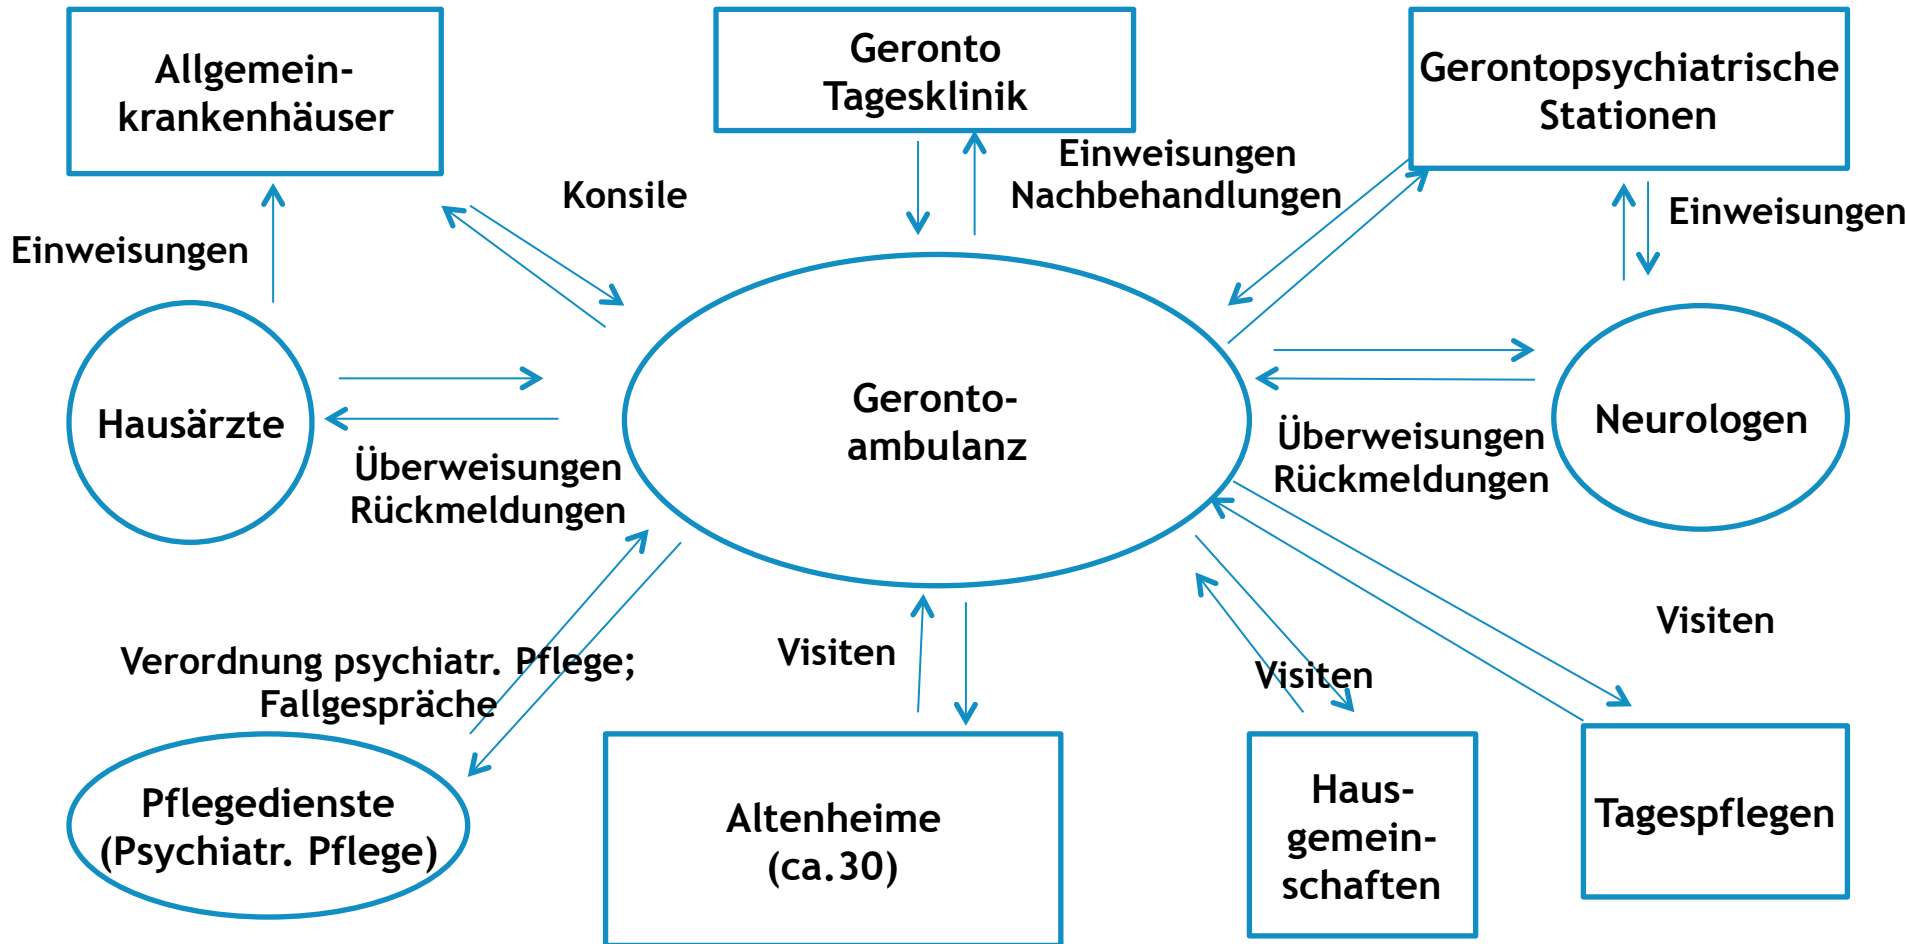 Allgemein-
krankenhäuser
Geronto
Tagesklinik
Gerontopsychiatrische
Stationen
Einweisungen
Nachbehandlungen
Konsile
Einweisungen
Einweisungen
Hausärzte
Geronto-
ambulanz
Neurologen
Überweisungen
Rückmeldungen
Überweisungen
Rückmeldungen
Verordnung psychiatr. Pflege;
Fallgespräche
Visiten
Visiten
Visiten
Pflegedienste
(Psychiatr. Pflege)
Altenheime
(ca.30)
Haus-
gemein-
schaften
Tagespflegen